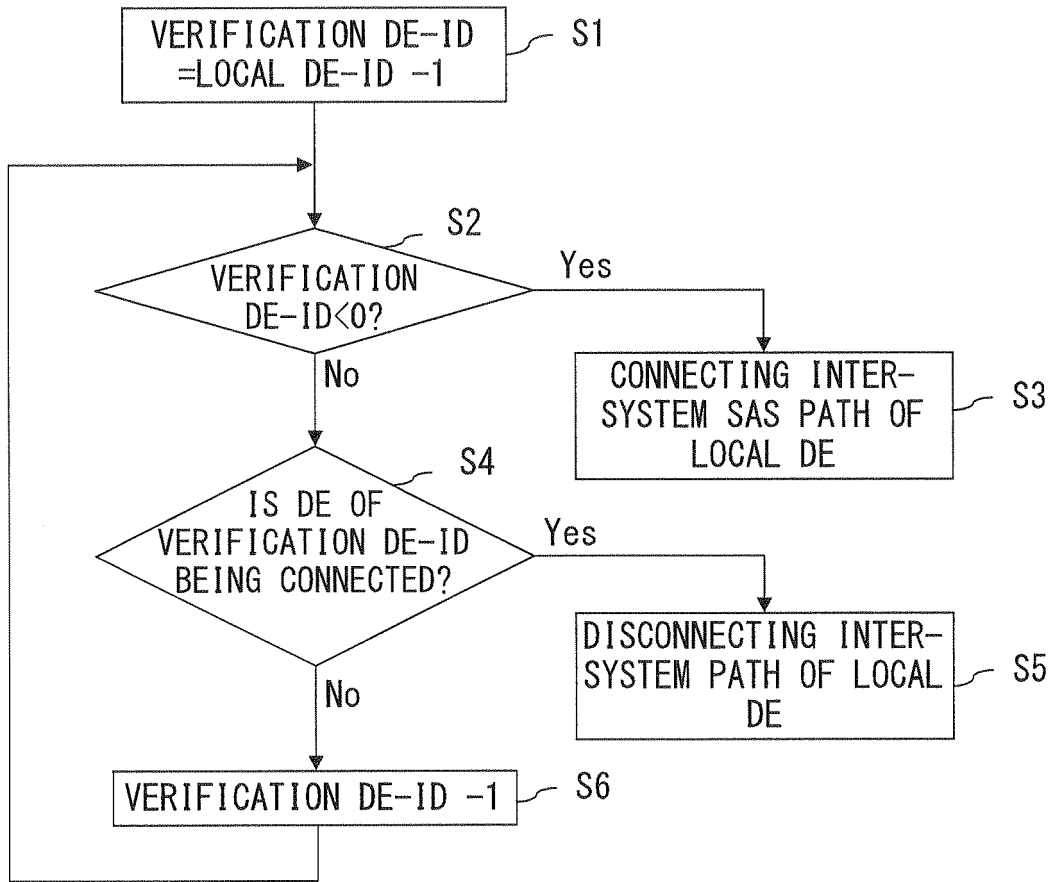 VERIFICATION DE-ID
=LOCAL DE-ID -1
S1
S2
VERIFICATION
DE-ID<0?
Yes
No
CONNECTING INTER-
SYSTEM SAS PATH OF
LOCAL DE
S3
S4
IS DE OF
VERIFICATION DE-ID
BEING CONNECTED?
Yes
No
DISCONNECTING INTER-
SYSTEM PATH OF LOCAL
DE
S5
VERIFICATION DE-ID -1
S6